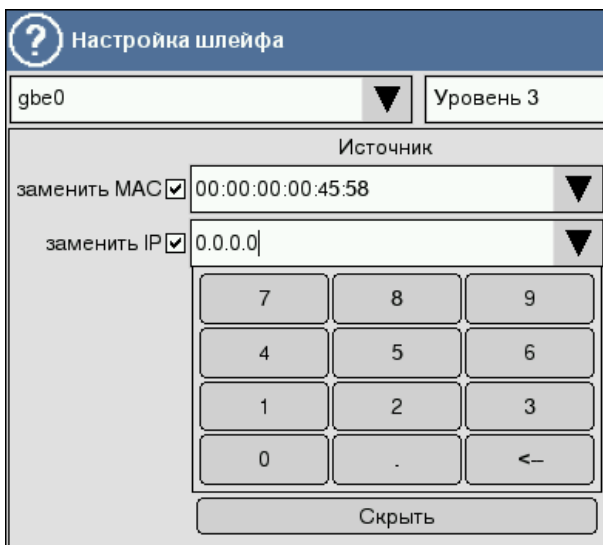 ? Настройка шлейфа
gbe0 Уровень 3
Источник
заменить MAC 00:00:00:00:45:58
заменить IP 0.0.0.0
7 8 9
4 5 6
1 2 3
0 . <--
Скрыть